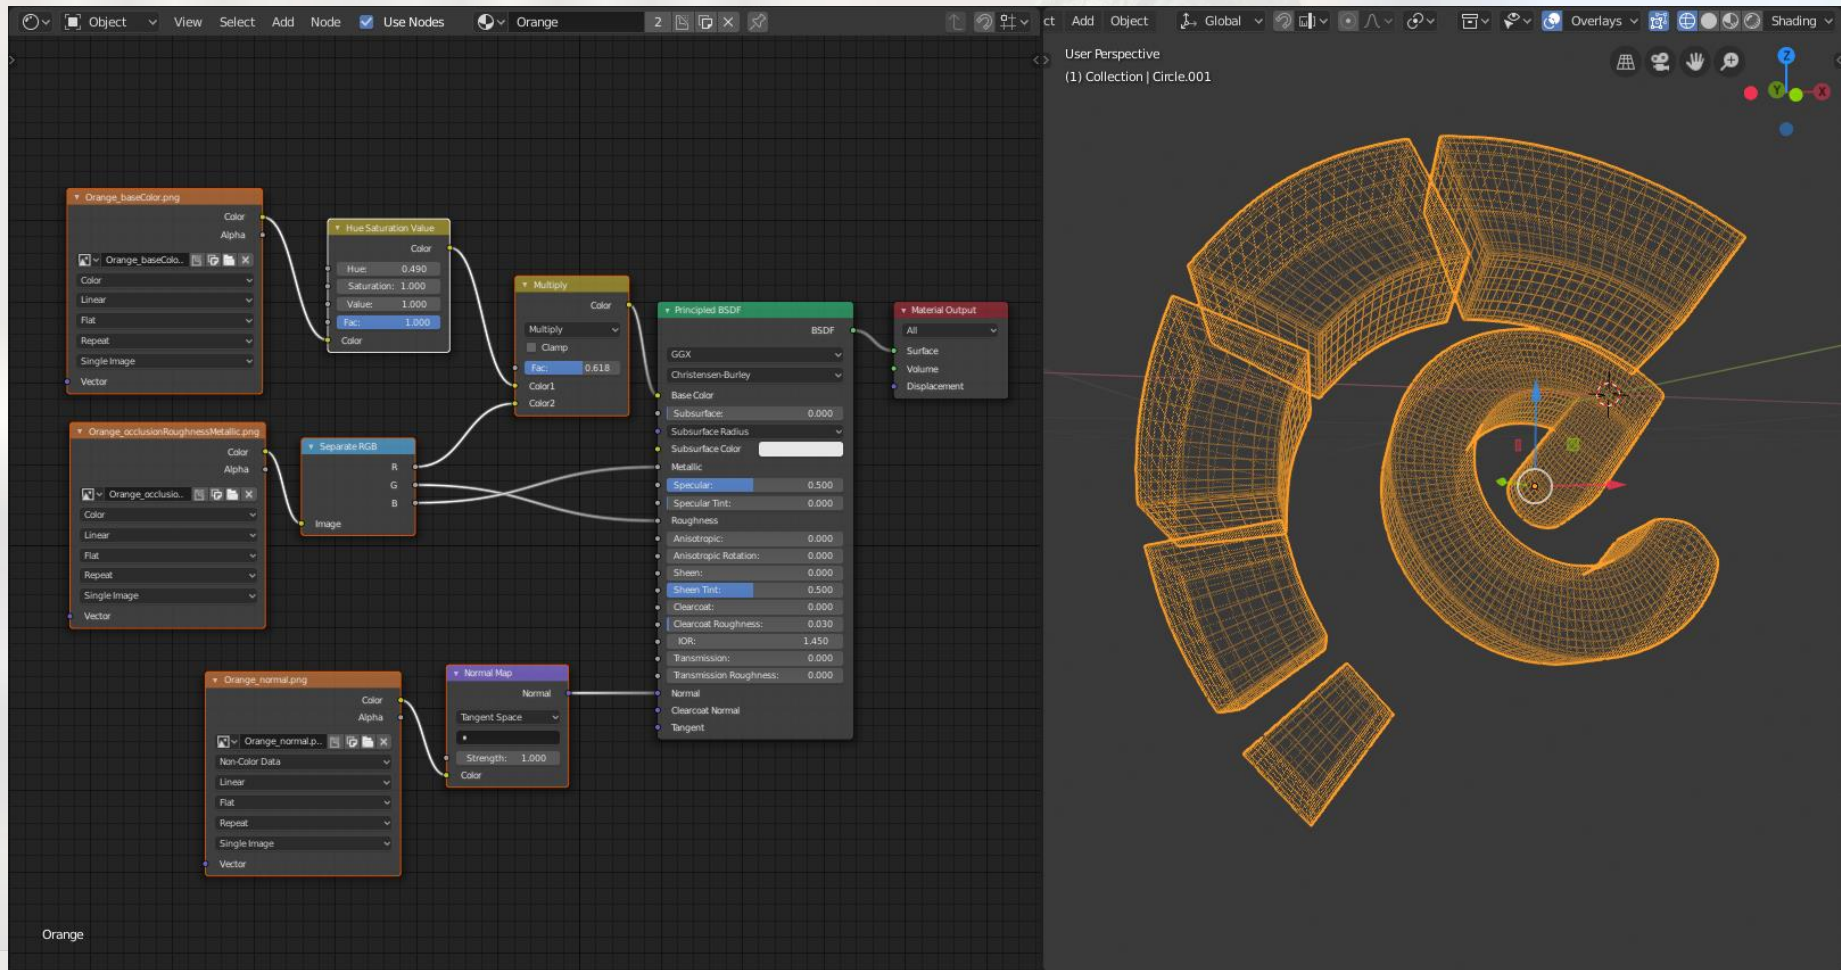 Object View Select Add Node Use Nodes Orange 2
ct Add Object Global Overlays Shading
User Perspective
(1) Collection | Circle.001
Z
Y
X
Orange_baseColor.png
Color
Alpha
Orange_baseColo..
Color
Linear
Flat
Repeat
Single Image
Vector
Hue Saturation Value
Color
Hue: 0.490
Saturation: 1.000
Value: 1.000
Fac: 1.000
Color
Multiply
Color
Multiply
Clamp
Fac: 0.618
Color1
Color2
Orange_occlusionRoughnessMetallic.png
Color
Alpha
Orange_occlusio..
Color
Linear
Flat
Repeat
Single Image
Vector
Separate RGB
R
G
B
Image
Orange_normal.png
Color
Alpha
Orange_normal.p..
Non-Color Data
Linear
Flat
Repeat
Single Image
Vector
Normal Map
Normal
Tangent Space
Strength: 1.000
Color
Principled BSDF
BSDF
GGX
Christensen-Burley
Base Color
Subsurface: 0.000
Subsurface Radius
Subsurface Color
Metallic
Specular: 0.500
Specular Tint: 0.000
Roughness
Anisotropic: 0.000
Anisotropic Rotation: 0.000
Sheen: 0.000
Sheen Tint: 0.500
Clearcoat: 0.000
Clearcoat Roughness: 0.030
IOR: 1.450
Transmission: 0.000
Transmission Roughness: 0.000
Normal
Clearcoat Normal
Tangent
Material Output
All
Surface
Volume
Displacement
Orange